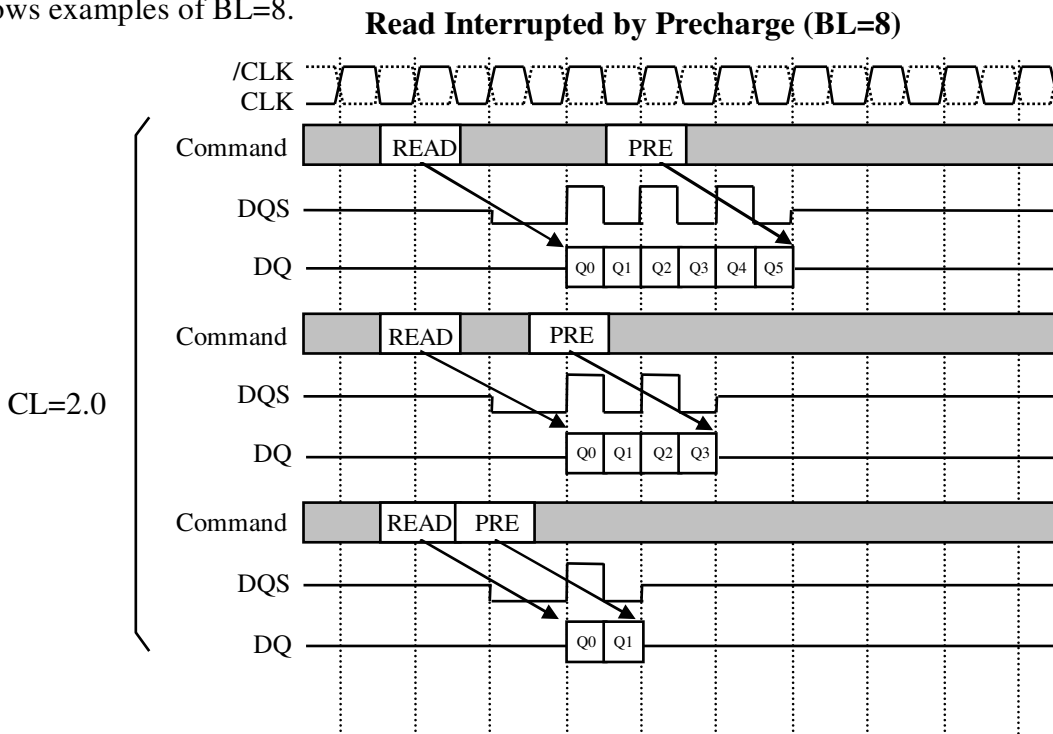 ows examples of BL=8.
Read Interrupted by Precharge (BL=8)
/CLK
CLK
Command READ PRE
DQS
DQ Q0 Q1 Q2 Q3 Q4 Q5
Command READ PRE
CL=2.0
DQS
DQ Q0 Q1 Q2 Q3
Command READ PRE
DQS
DQ Q0 Q1